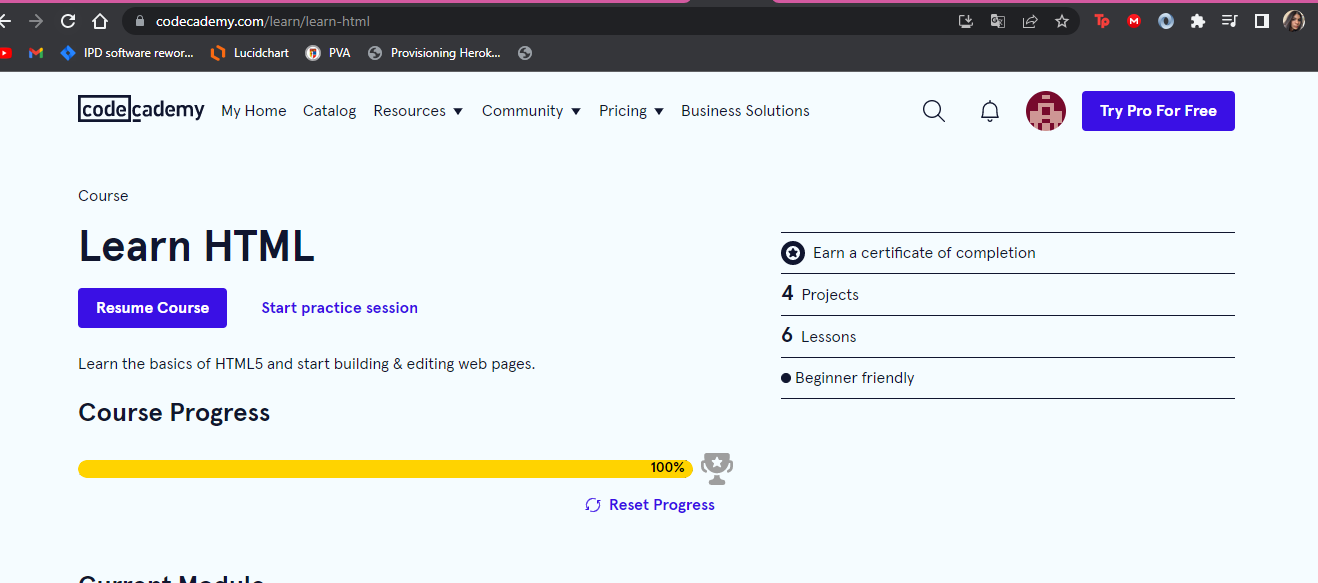 codecademy.com/learn/learn-html
Tp
M
IPD software rewor...
Lucidchart
PVA
Provisioning Herok...
codecademy
My Home
Catalog
Resources
Community
Pricing
Business Solutions
Try Pro For Free
Course
Learn HTML
Resume Course
Start practice session
Learn the basics of HTML5 and start building & editing web pages.
Earn a certificate of completion
4 Projects
6 Lessons
Beginner friendly
Course Progress
100%
Reset Progress
Current Module